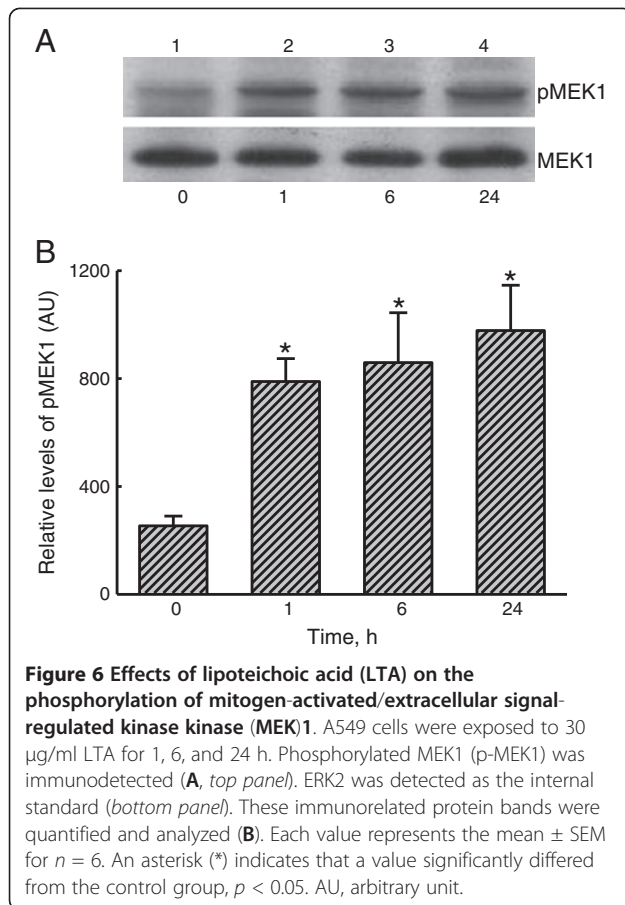 A
1 2 3 4
pMEK1
MEK1
0 1 6 24
B
1200
800
400
0
Relative levels of pMEK1 (AU)
* * *
0 1 6 24
Time, h
Figure 6 Effects of lipoteichoic acid (LTA) on the
phosphorylation of mitogen-activated/extracellular signal-
regulated kinase kinase (MEK)1. A549 cells were exposed to 30
μg/ml LTA for 1, 6, and 24 h. Phosphorylated MEK1 (p-MEK1) was
immunodetected (A, top panel). ERK2 was detected as the internal
standard (bottom panel). These immunorelated protein bands were
quantified and analyzed (B). Each value represents the mean ± SEM
for n = 6. An asterisk (*) indicates that a value significantly differed
from the control group, p < 0.05. AU, arbitrary unit.